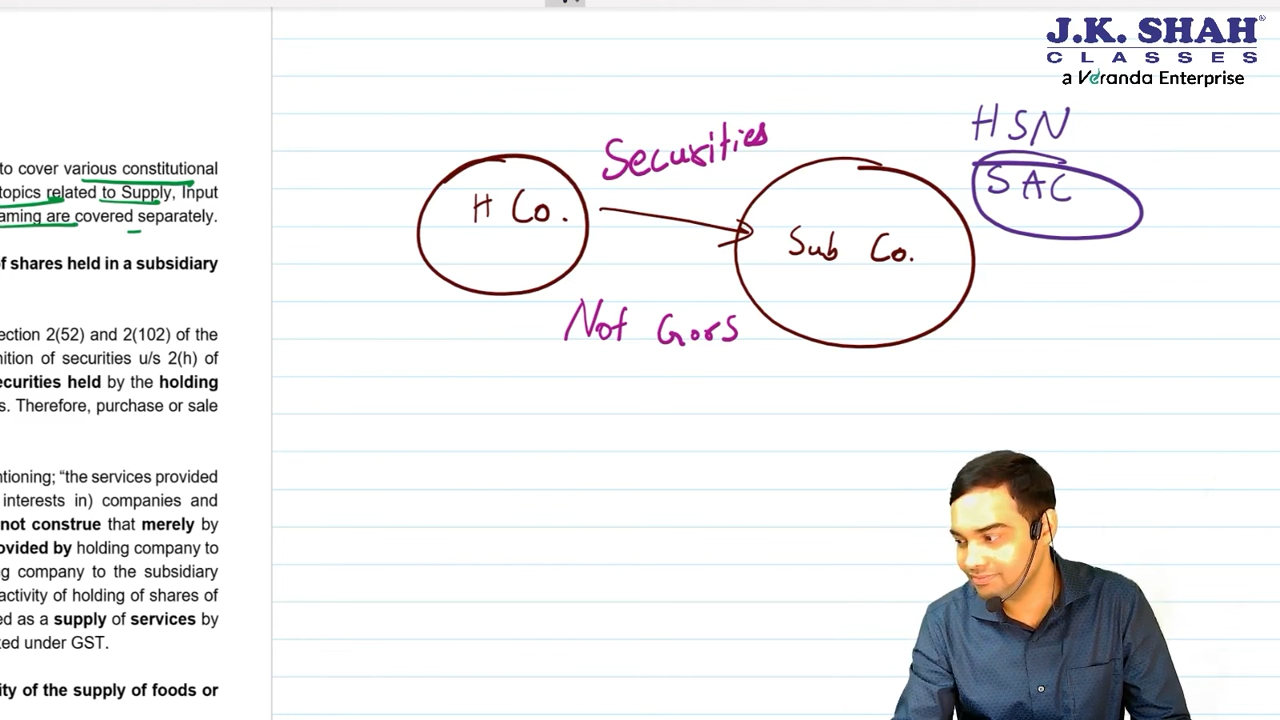 to cover various constitutional
topics related to Supply, Input
aming are covered separately.
of shares held in a subsidiary
ection 2(52) and 2(102) of the
nition of securities u/s 2(h) of
ecurities held by the holding
s. Therefore, purchase or sale
ntioning; “the services provided
interests in) companies and
not construe that merely by
ovided by holding company to
ng company to the subsidiary
activity of holding of shares of
ed as a supply of services by
xed under GST.
ity of the supply of foods or
H Co.
Securities
Not Goods
Sub Co.
HSN
SAC
J.K. SHAH®
CLASSES
a Veranda Enterprise